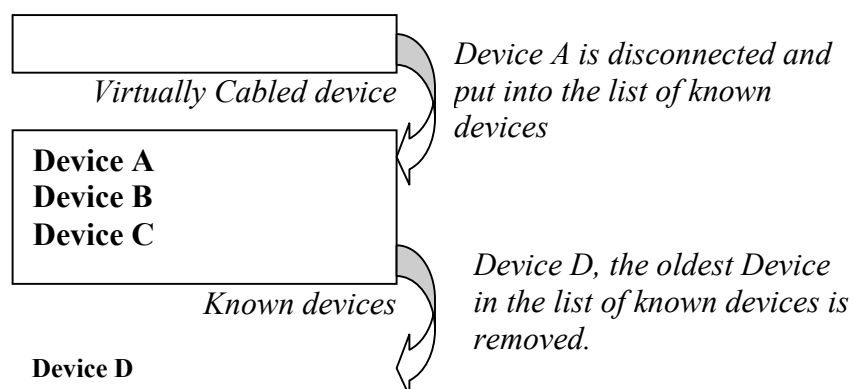 Device A is disconnected and
put into the list of known
devices
Virtually Cabled device
Device A
Device B
Device C
Known devices
Device D, the oldest Device
in the list of known devices is
removed.
Device D